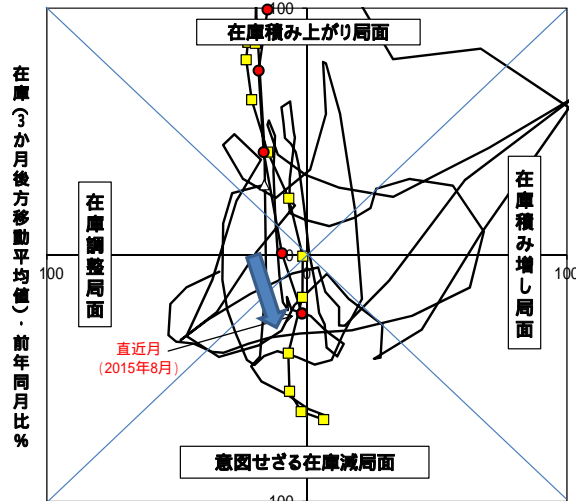 100
在庫積み上がり局面
在庫(3か月後方移動平均値)・前年同月比%
在庫調整局面
在庫積み増し局面
100
0
100
直近月
(2015年8月)
意図せざる在庫減局面
100